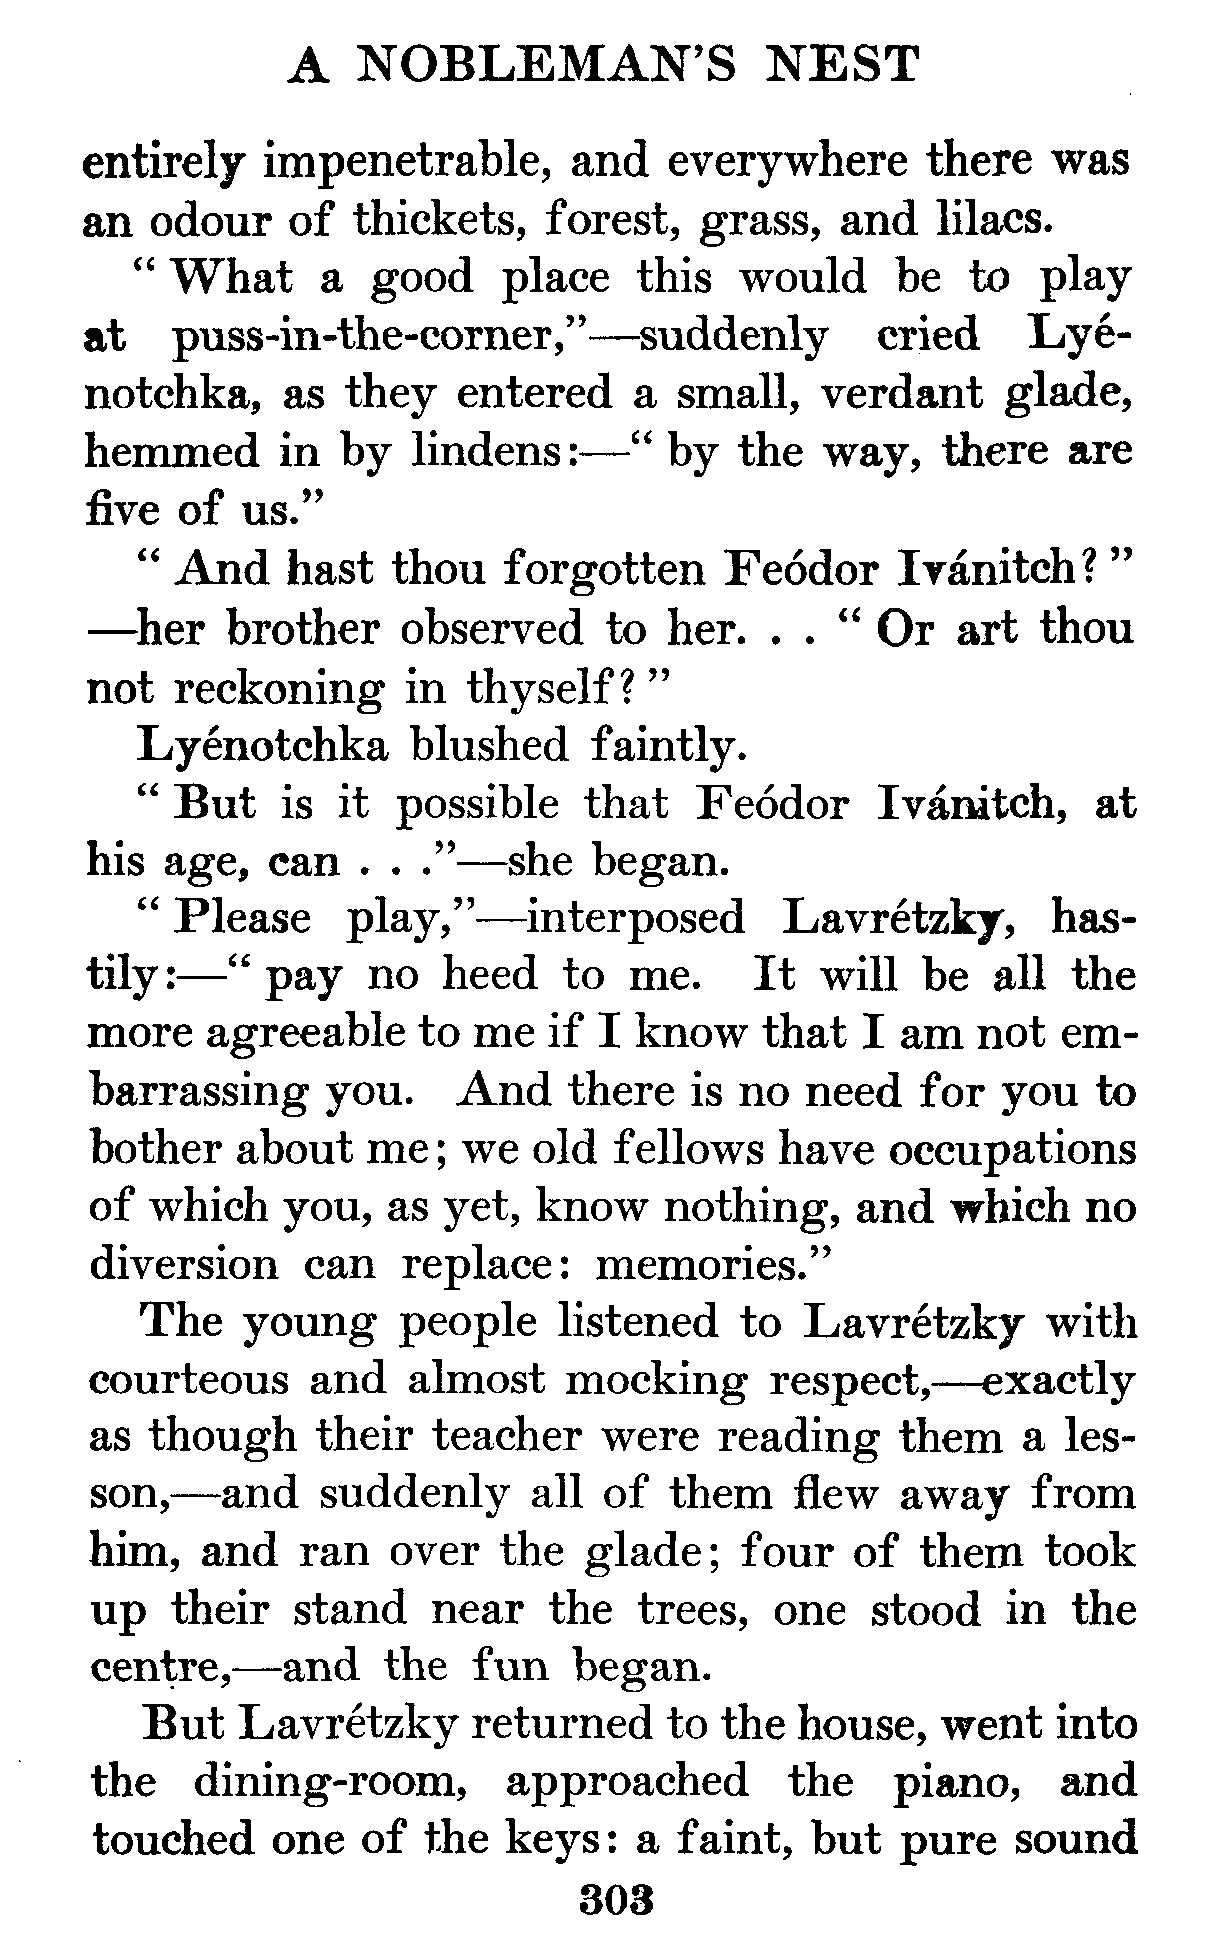 A NOBLEMAN'S NEST
entirely impenetrable, and everywhere there was
an odour of thickets, forest, grass, and lilacs.
“ What a good place this would be to play
at puss-in-the-corner,”—suddenly cried Lyé-
notchka, as they entered a small, verdant glade,
hemmed in by lindens:—“ by the way, there are
five of us.”
“ And hast thou forgotten Feódor Ivánitch? ”
—her brother observed to her. . . “ Or art thou
not reckoning in thyself? ”
Lyénotchka blushed faintly.
“ But is it possible that Feódor Ivánitch, at
his age, can . . .”—she began.
“ Please play,”—interposed Lavrétzky, has-
tily:—“ pay no heed to me. It will be all the
more agreeable to me if I know that I am not em-
barrassing you. And there is no need for you to
bother about me; we old fellows have occupations
of which you, as yet, know nothing, and which no
diversion can replace: memories.”
The young people listened to Lavrétzky with
courteous and almost mocking respect,—exactly
as though their teacher were reading them a les-
son,—and suddenly all of them flew away from
him, and ran over the glade; four of them took
up their stand near the trees, one stood in the
centre,—and the fun began.
But Lavrétzky returned to the house, went into
the dining-room, approached the piano, and
touched one of the keys: a faint, but pure sound
303